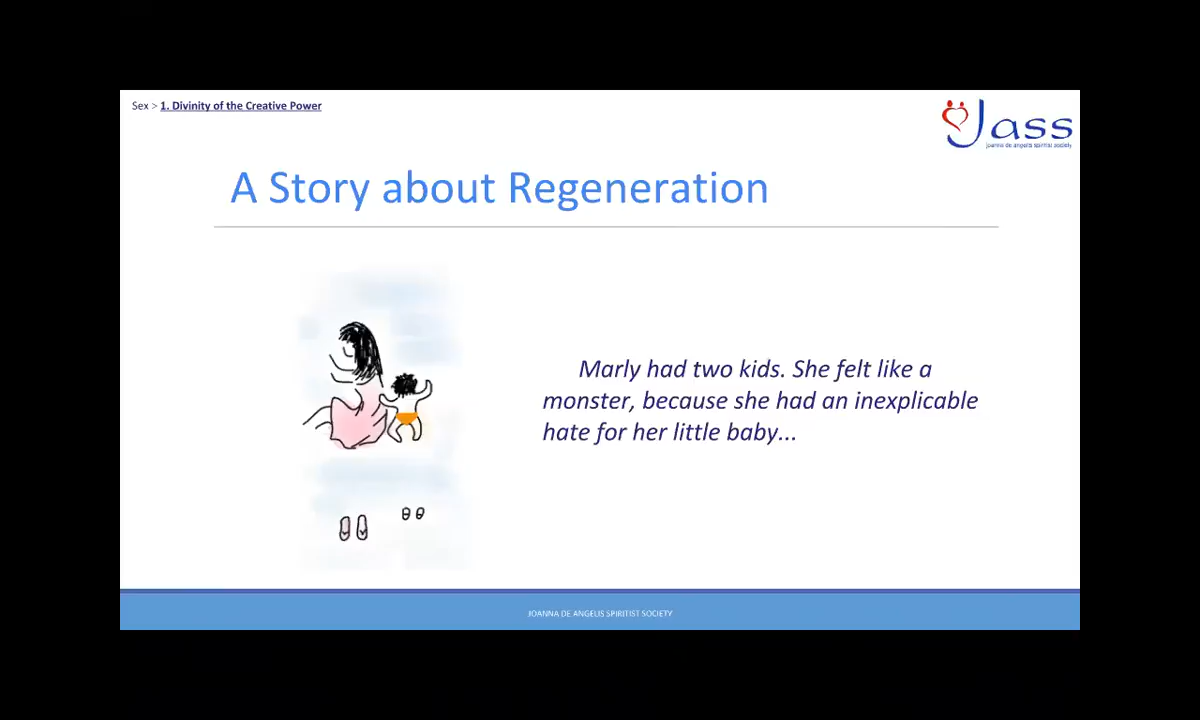 Sex > 1. Divinity of the Creative Power
Jass
joanna de angelis spiritist society
A Story about Regeneration
Marly had two kids. She felt like a
monster, because she had an inexplicable
hate for her little baby...
JOANNA DE ANGELIS SPIRITIST SOCIETY